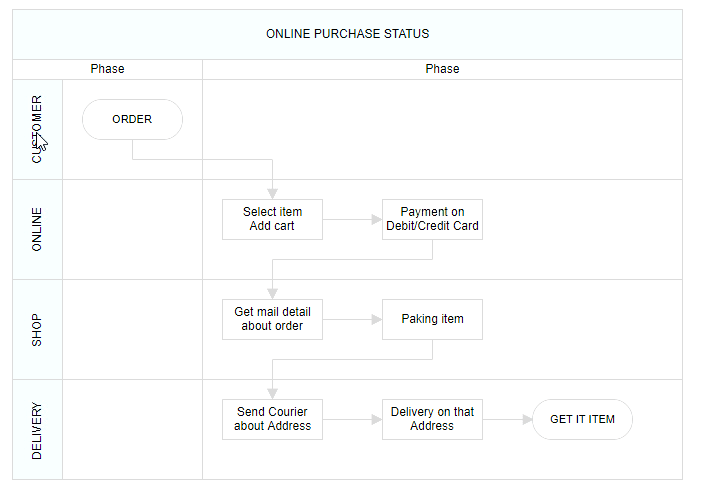 ONLINE PURCHASE STATUS
Phase
Phase
CUSTOMER
ORDER
ONLINE
Select item
Add cart
Payment on
Debit/Credit Card
SHOP
Get mail detail
about order
Paking item
DELIVERY
Send Courier
about Address
Delivery on that
Address
GET IT ITEM